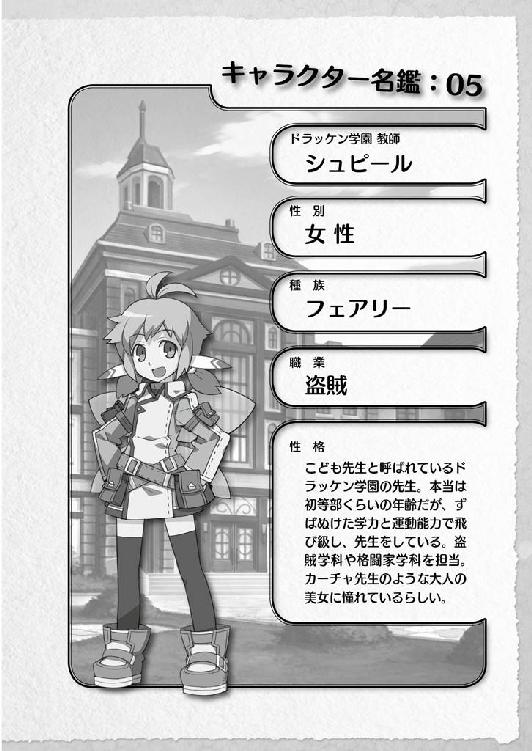 キャラクター名鑑：05
ドラッケン学園 教師
シュピール
性 別
女 性
種 族
フェアリー
職 業
盗賊
性 格
こども先生と呼ばれているド
ラッケン学園の先生。本当は
初等部くらいの年齢だが、ず
ばぬけた学力と運動能力で飛
び級し、先生をしている。盗
賊学科や格闘家学科を担当。
カーチャ先生のような大人の
美女に憧れているらしい。